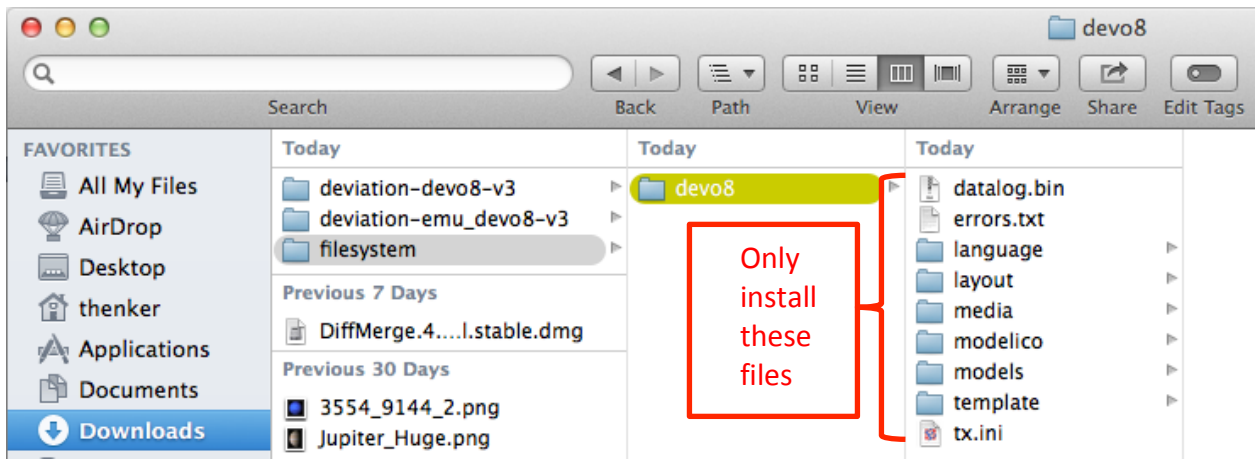 devo8
Search
Back
Path
View
Arrange
Share
Edit Tags
FAVORITES
All My Files
AirDrop
Desktop
thenker
Applications
Documents
Downloads
Today
deviation-devo8-v3
deviation-emu_devo8-v3
filesystem
Previous 7 Days
DiffMerge.4....l.stable.dmg
Previous 30 Days
3554_9144_2.png
Jupiter_Huge.png
Today
devo8
Only
install
these
files
Today
datalog.bin
errors.txt
language
layout
media
modelico
models
template
tx.ini